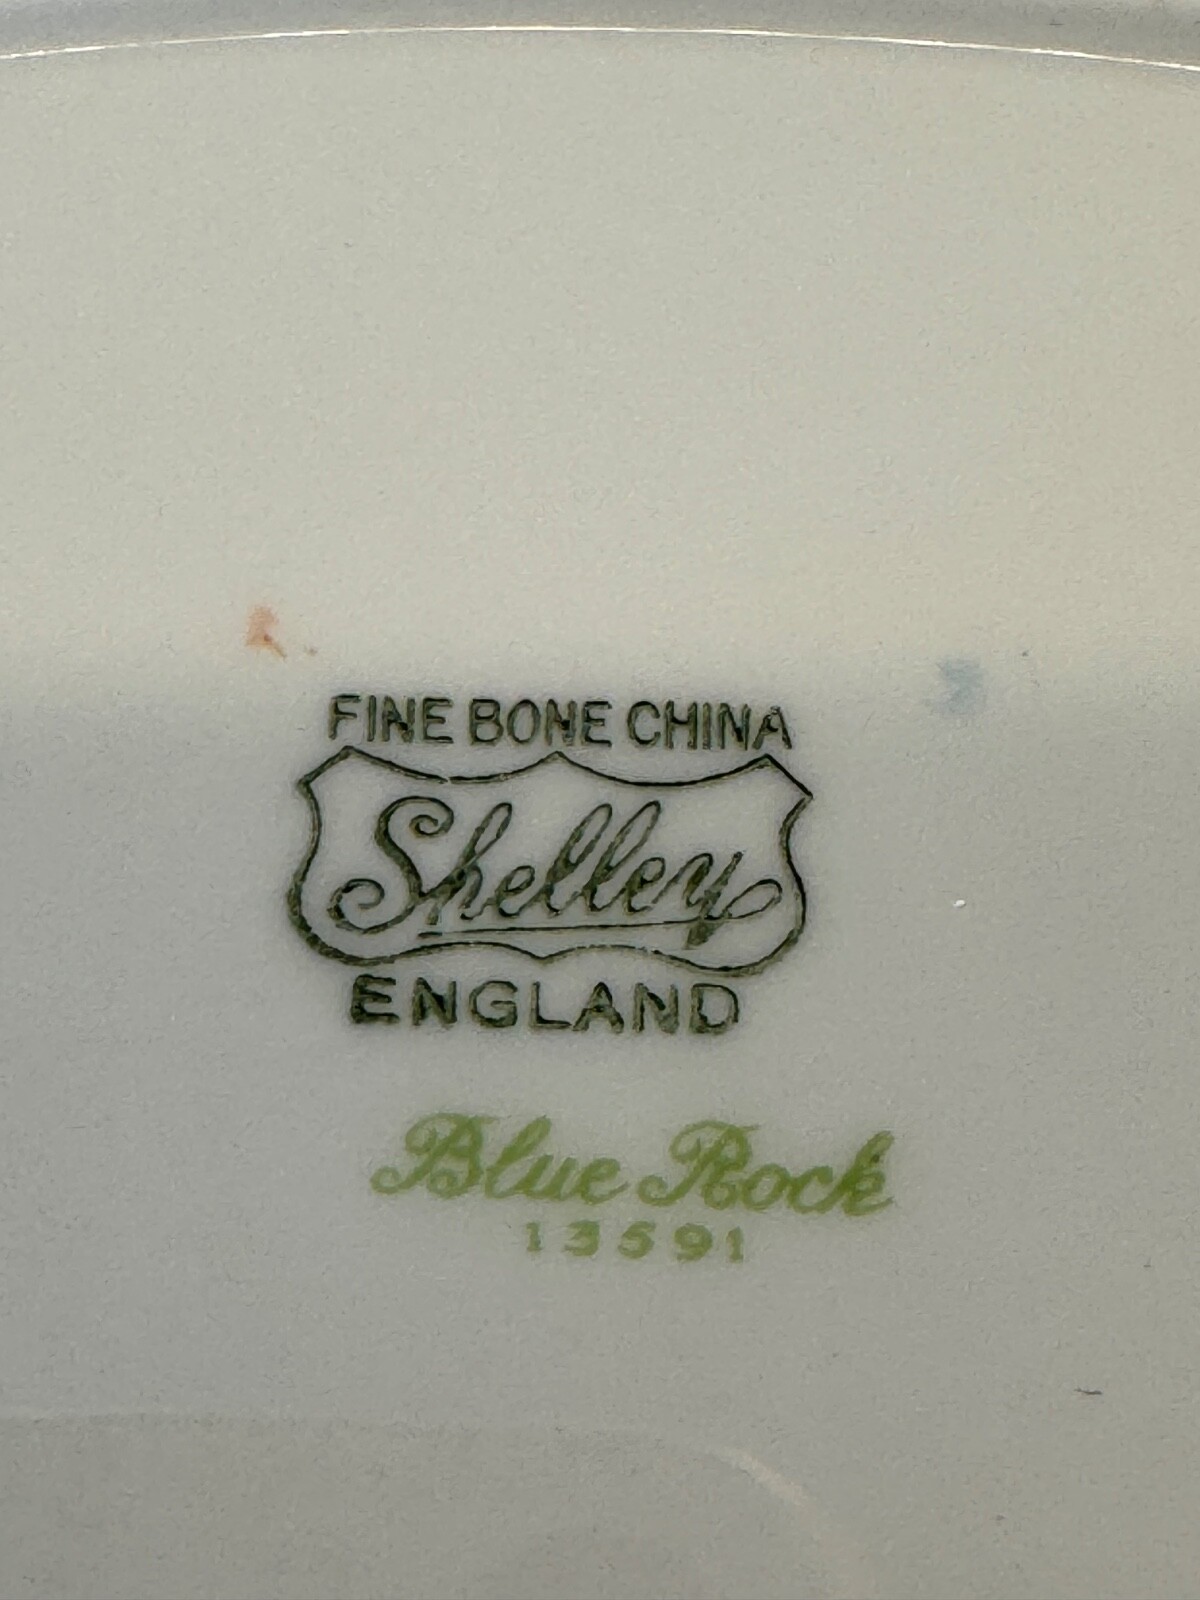 FINE BONE CHINA
Shelley
ENGLAND
Blue Rock
13591